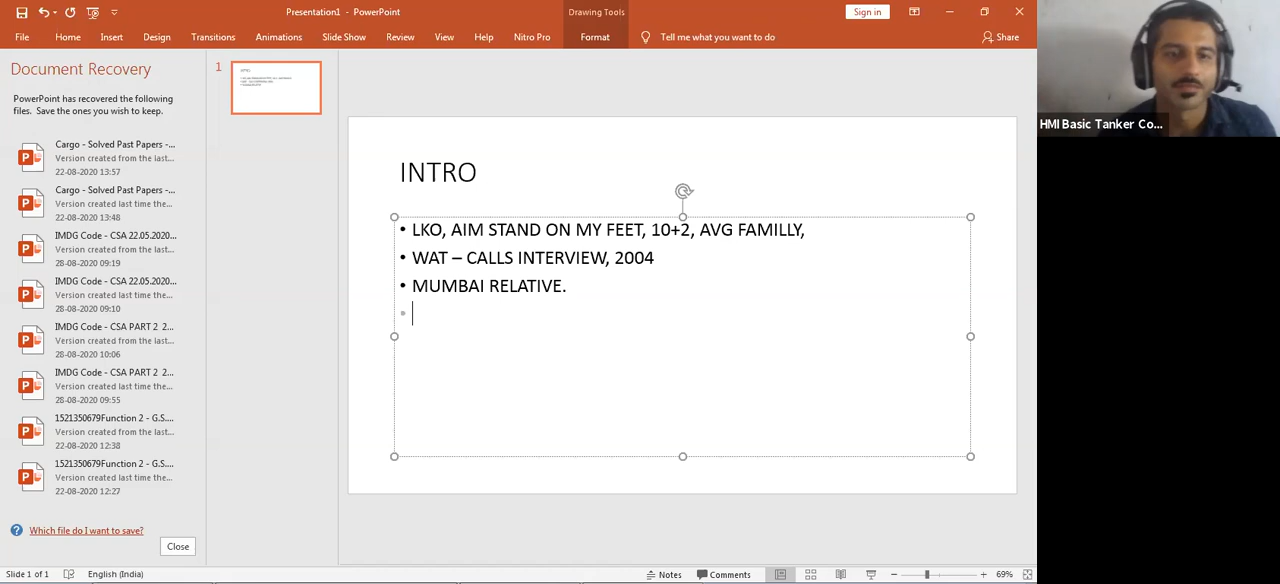 Presentation1 - PowerPoint
Drawing Tools
Sign in
File Home Insert Design Transitions Animations Slide Show Review View Help Nitro Pro Format Tell me what you want to do Share
Document Recovery
PowerPoint has recovered the following
files. Save the ones you wish to keep.
Cargo - Solved Past Papers -...
Version created from the last...
22-08-2020 13:57
Cargo - Solved Past Papers -...
Version created last time the...
22-08-2020 13:48
IMDG Code - CSA 22.05.2020...
Version created from the last...
28-08-2020 09:19
IMDG Code - CSA 22.05.2020...
Version created last time the...
28-08-2020 09:10
IMDG Code - CSA PART 2 2...
Version created from the last...
28-08-2020 10:06
IMDG Code - CSA PART 2 2...
Version created last time the...
28-08-2020 09:55
1521350679Function 2 - G.S....
Version created from the last...
22-08-2020 12:38
1521350679Function 2 - G.S....
Version created last time the...
22-08-2020 12:27
Which file do I want to save?
Close
1
INTRO
• LKO, AIM STAND ON MY FEET, 10+2, AVG FAMILLY,
• WAT – CALLS INTERVIEW, 2004
• MUMBAI RELATIVE.
HMI Basic Tanker Co...
Slide 1 of 1 English (India) Notes Comments 69%